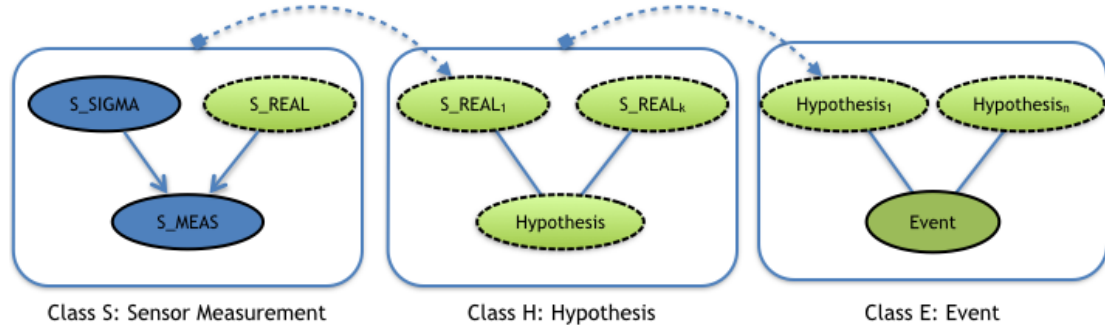 S_SIGMA
S_REAL
S_MEAS
S_REAL₁
S_REALₖ
Hypothesis
Hypothesis₁
Hypothesisₙ
Event
Class S: Sensor Measurement
Class H: Hypothesis
Class E: Event